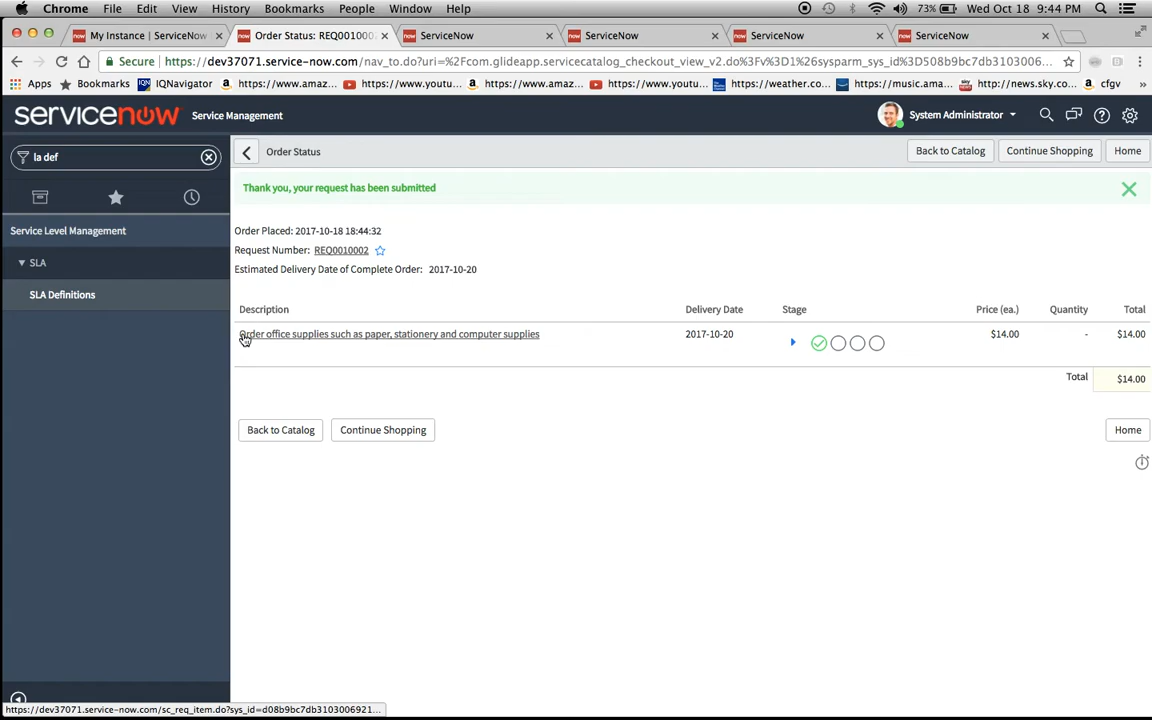 Chrome File Edit View History Bookmarks People Window Help 73% Wed Oct 18 9:44 PM
My Instance | ServiceNow Order Status: REQ0010002 ServiceNow ServiceNow ServiceNow ServiceNow
Secure https://dev37071.service-now.com/nav_to.do?uri=%2Fcom.glideapp.servicecatalog_checkout_view_v2.do%3Fv%3D1%26sysparm_sys_id%3D508b9bc7db3103006...
Apps Bookmarks IQNavigator https://www.amaz... https://www.youtu... https://www.amaz... https://www.youtu... https://weather.co... https://music.ama... http://news.sky.co... cfgv »
servicenow Service Management System Administrator
la def
Order Status Back to Catalog Continue Shopping Home
Thank you, your request has been submitted
Service Level Management
SLA
SLA Definitions
Order Placed: 2017-10-18 18:44:32
Request Number: REQ0010002
Estimated Delivery Date of Complete Order: 2017-10-20
Description Delivery Date Stage Price (ea.) Quantity Total
Order office supplies such as paper, stationery and computer supplies 2017-10-20 $14.00 - $14.00
Total $14.00
Back to Catalog Continue Shopping Home
https://dev37071.service-now.com/sc_req_item.do?sys_id=d08b9bc7db3103006921...